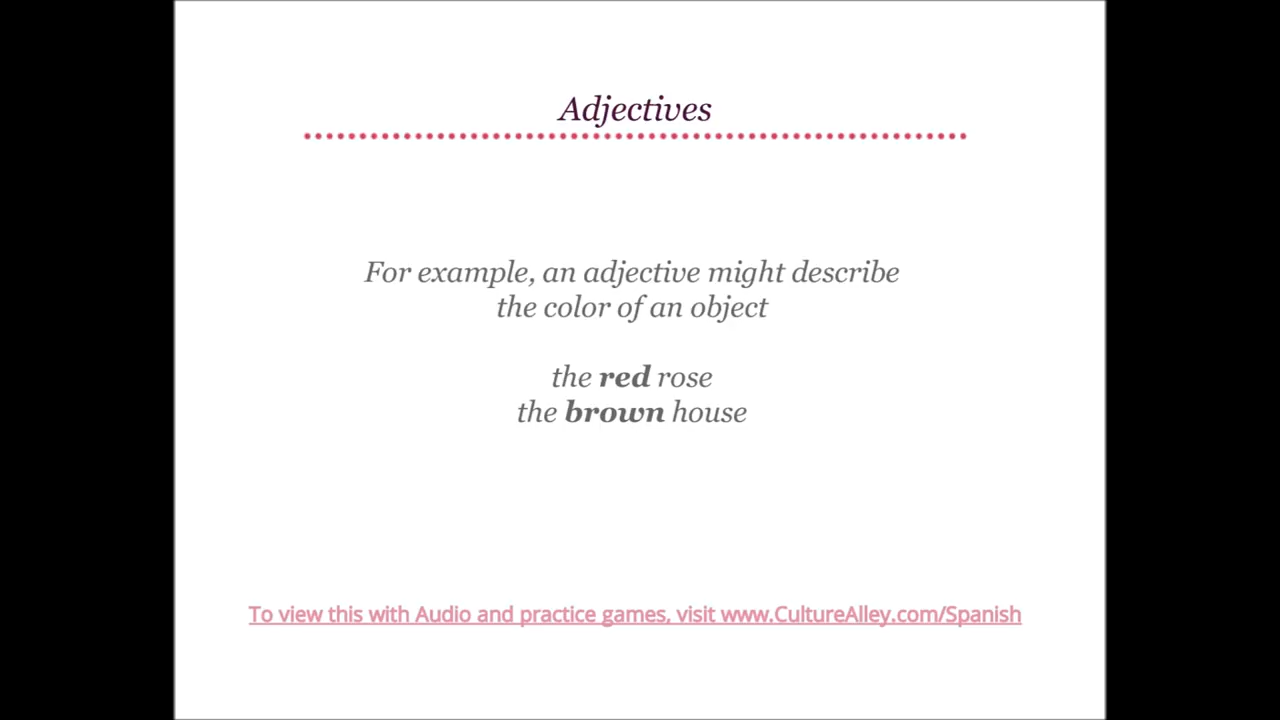 Adjectives
For example, an adjective might describe
the color of an object
the red rose
the brown house
To view this with Audio and practice games, visit www.CultureAlley.com/Spanish